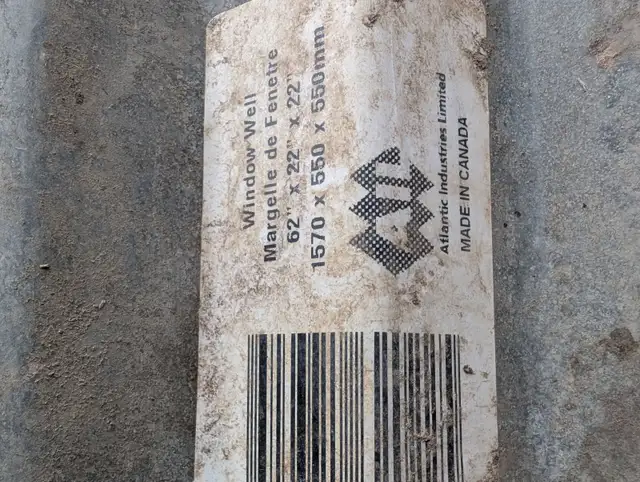 Window Well
Margelle de Fenetre
62" x 22" x 22"
1570 x 550 x 550mm
Atlantic Industries Limited
MADE IN CANADA